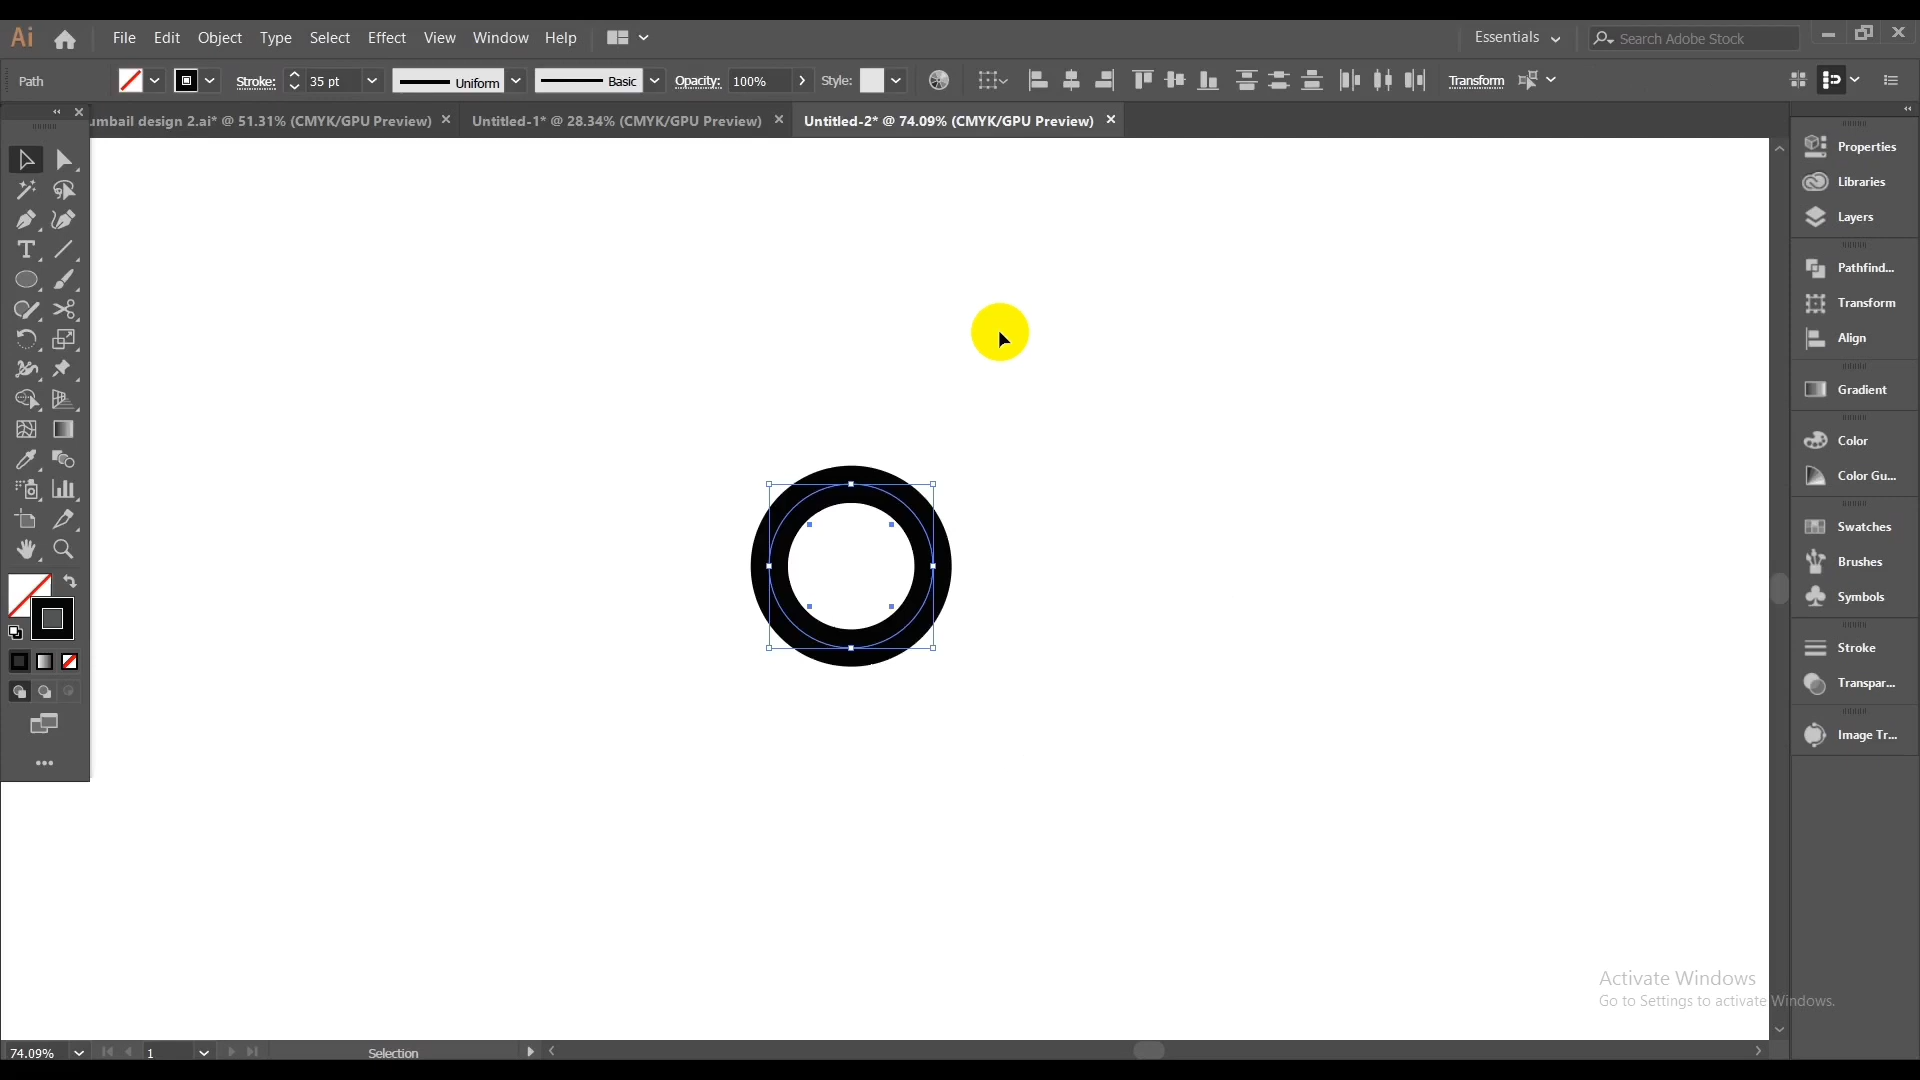 Ai File Edit Object Type Select Effect View Window Help Essentials Search Adobe Stock
Path Stroke: 35 pt Uniform Basic Opacity: 100% Style: Transform
umbail design 2.ai* @ 51.31% (CMYK/GPU Preview) Untitled-1* @ 28.34% (CMYK/GPU Preview) Untitled-2* @ 74.09% (CMYK/GPU Preview)
Properties
Libraries
Layers
Pathfind...
Transform
Align
Gradient
Color
Color Gu...
Swatches
Brushes
Symbols
Stroke
Transpar...
Image Tr...
Activate Windows
Go to Settings to activate Windows.
74.09% 1 Selection